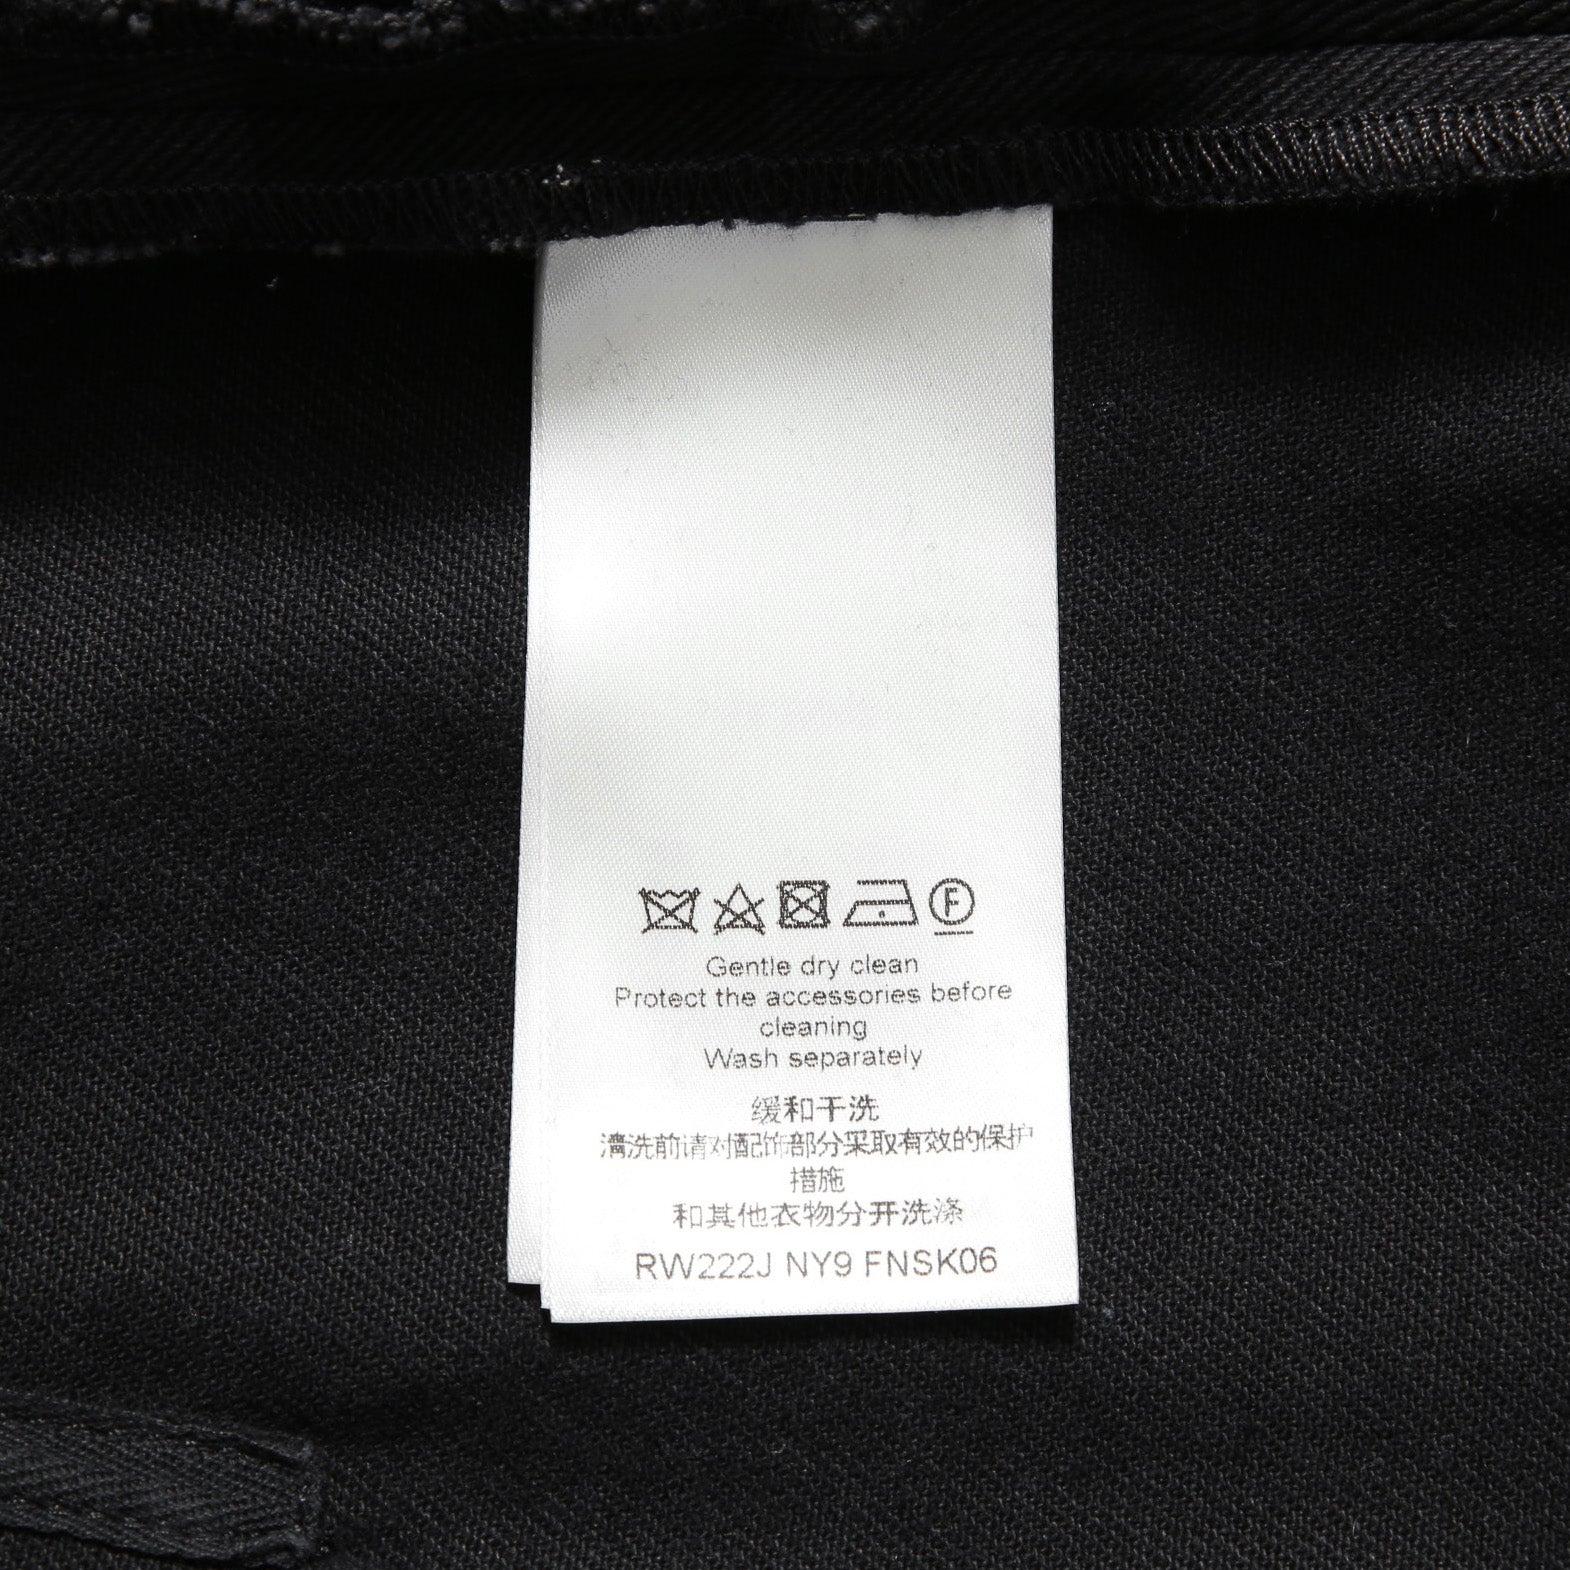 F
Gentle dry clean
Protect the accessories before
cleaning
Wash separately
缓和干洗
清洗前请对配饰部分采取有效的保护
措施
和其他衣物分开洗涤
RW222J NY9 FNSK06